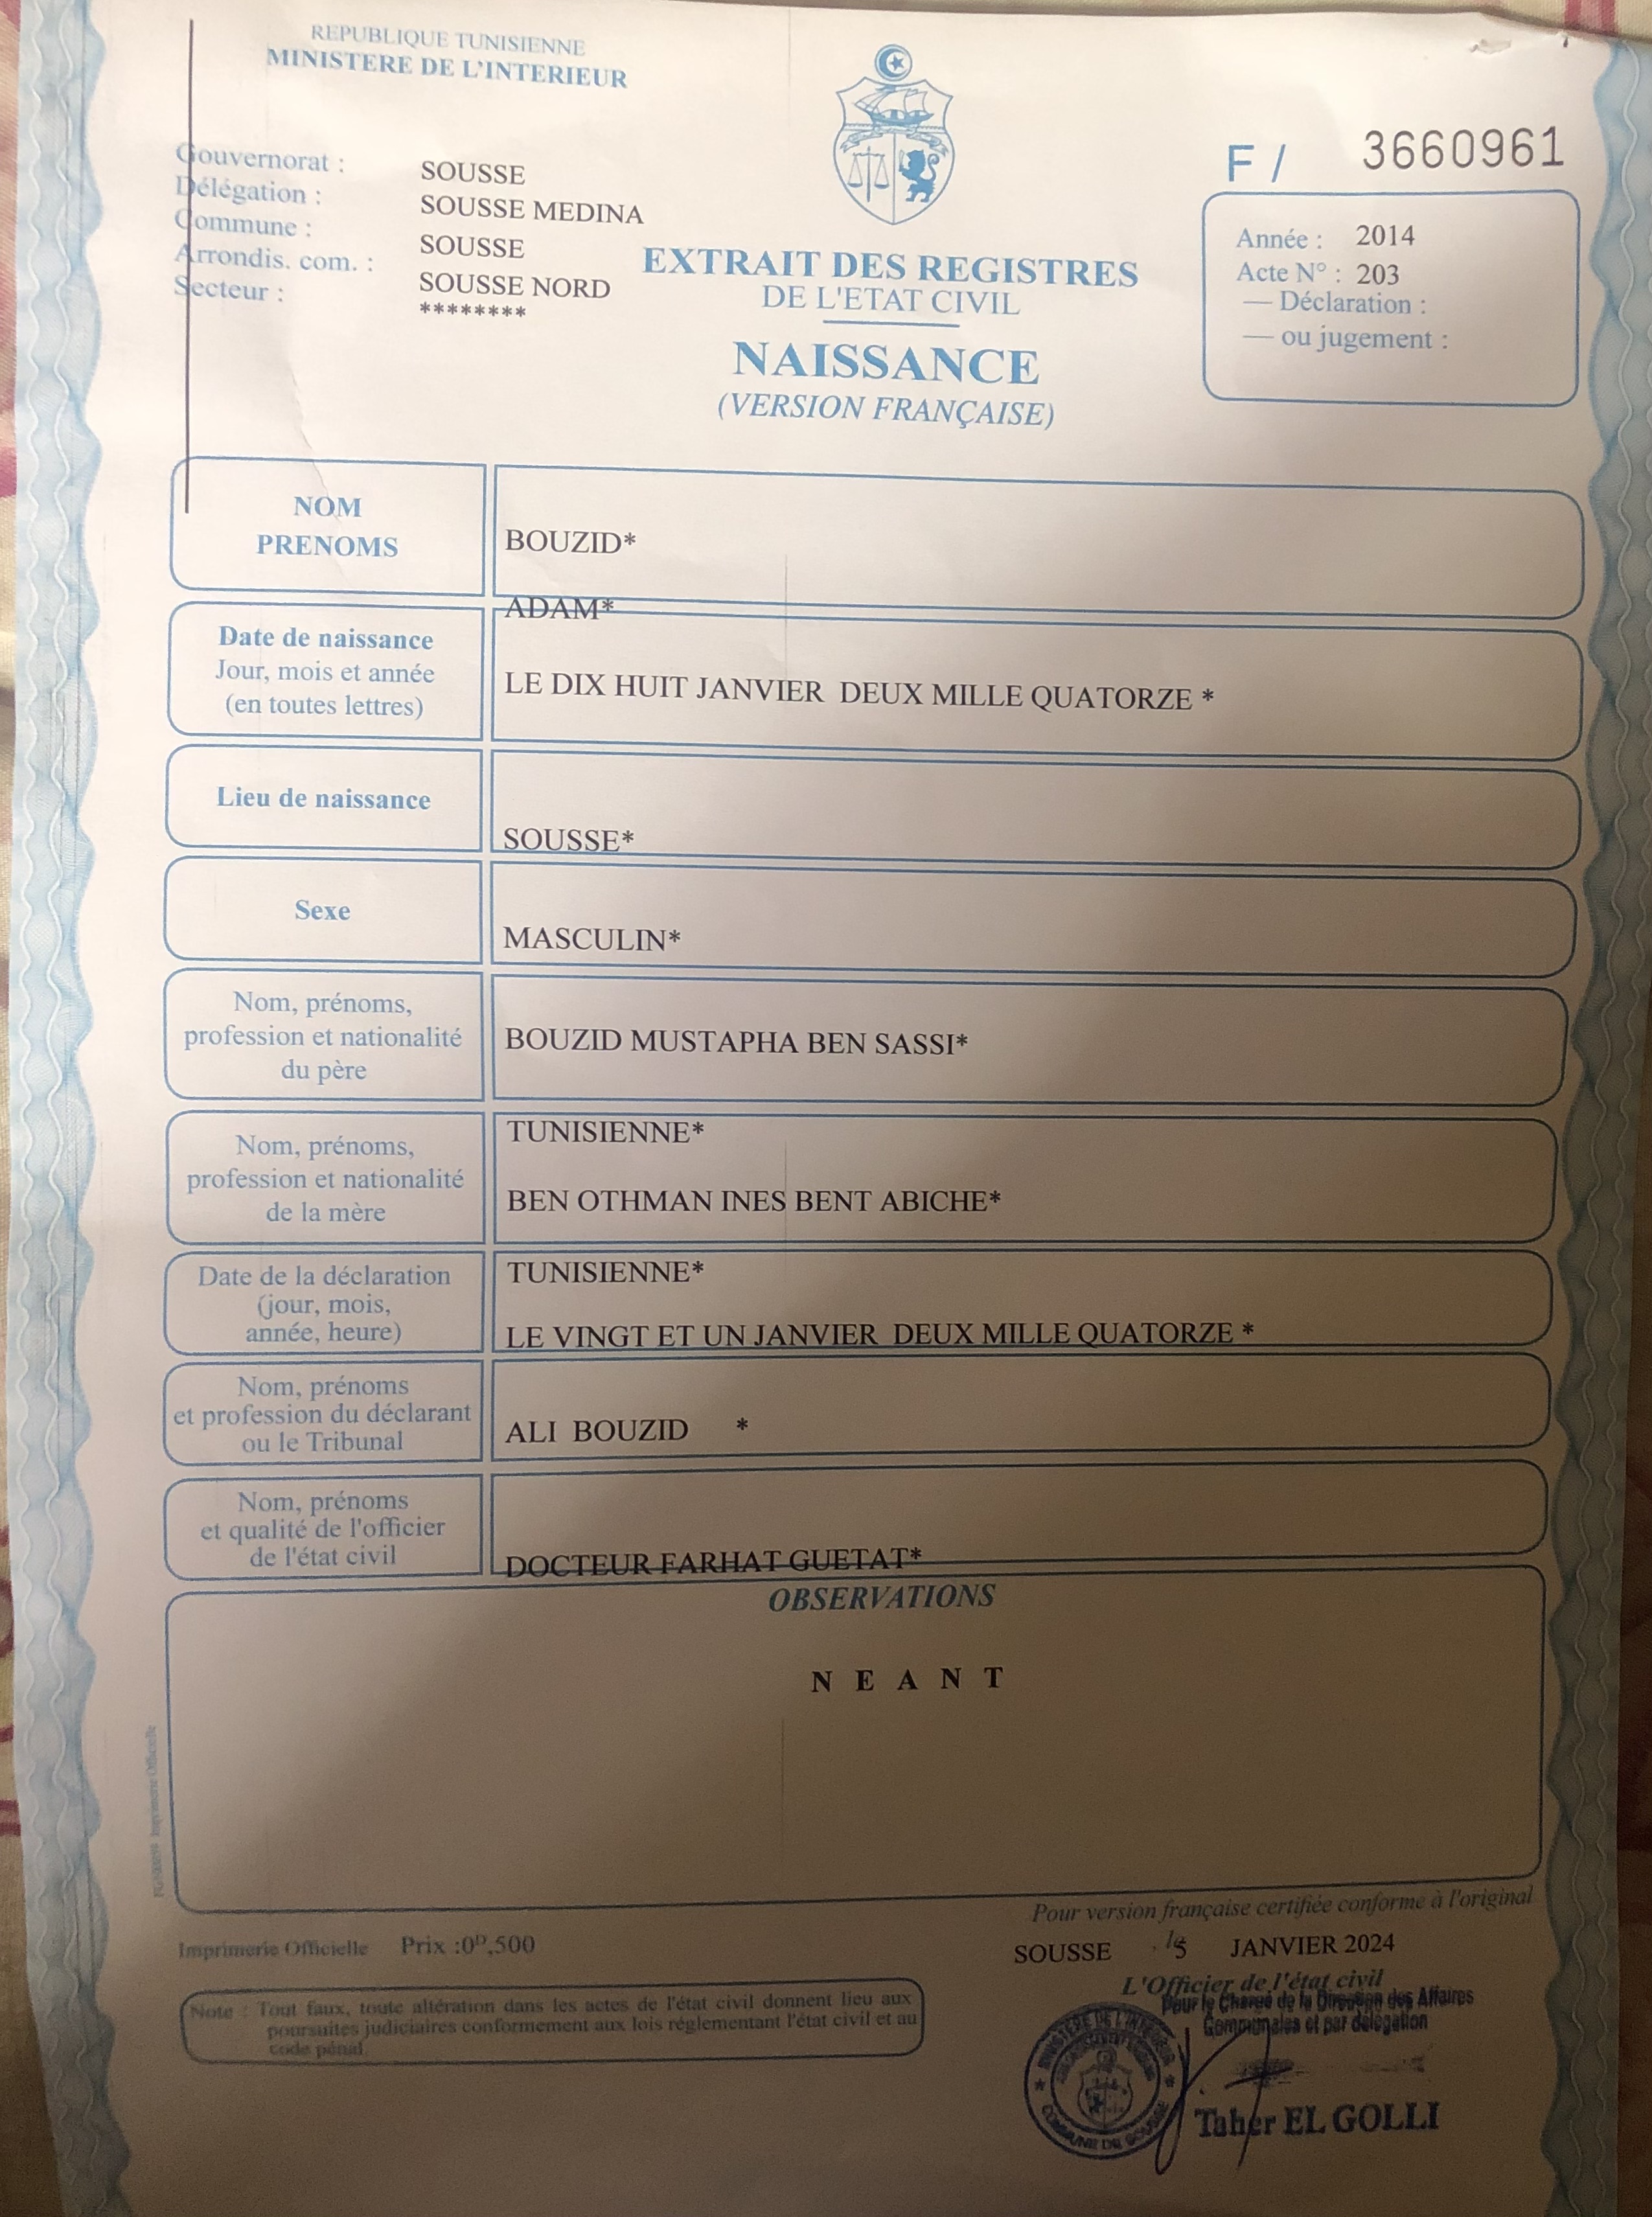 REPUBLIQUE TUNISIENNE
MINISTERE DE L'INTERIEUR
Gouvernorat : SOUSSE
Délégation : SOUSSE MEDINA
Commune : SOUSSE
Arrondis. com. : SOUSSE NORD
Secteur : ********
EXTRAIT DES REGISTRES
DE L'ETAT CIVIL
NAISSANCE
(VERSION FRANÇAISE)
F / 3660961
Année : 2014
Acte N° : 203
— Déclaration :
— ou jugement :
NOM
PRENOMS
BOUZID*
ADAM*
Date de naissance
Jour, mois et année
(en toutes lettres)
LE DIX HUIT JANVIER DEUX MILLE QUATORZE *
Lieu de naissance
SOUSSE*
Sexe
MASCULIN*
Nom, prénoms,
profession et nationalité
du père
BOUZID MUSTAPHA BEN SASSI*
TUNISIENNE*
Nom, prénoms,
profession et nationalité
de la mère
BEN OTHMAN INES BENT ABICHE*
TUNISIENNE*
Date de la déclaration
(jour, mois,
année, heure)
LE VINGT ET UN JANVIER DEUX MILLE QUATORZE *
Nom, prénoms
et profession du déclarant
ou le Tribunal
ALI BOUZID *
Nom, prénoms
et qualité de l'officier
de l'état civil
DOCTEUR FARHAT GUETAT*
OBSERVATIONS
N E A N T
Imprimerie Officielle
Pour version française certifiée conforme à l'original
Imprimerie Officielle Prix :0ᴰ,500
SOUSSE , le 5 JANVIER 2024
L'Officier de l'état civil
Pour le Chargé de la Direction des Affaires
Communales et par délégation
Note : Tout faux, toute altération dans les actes de l'état civil donnent lieu aux
poursuites judiciaires conformement aux lois réglementant l'état civil et au
code pénal.
MINISTERE DE L'INTERIEUR
COMMUNE DE SOUSSE
Taher EL GOLLI